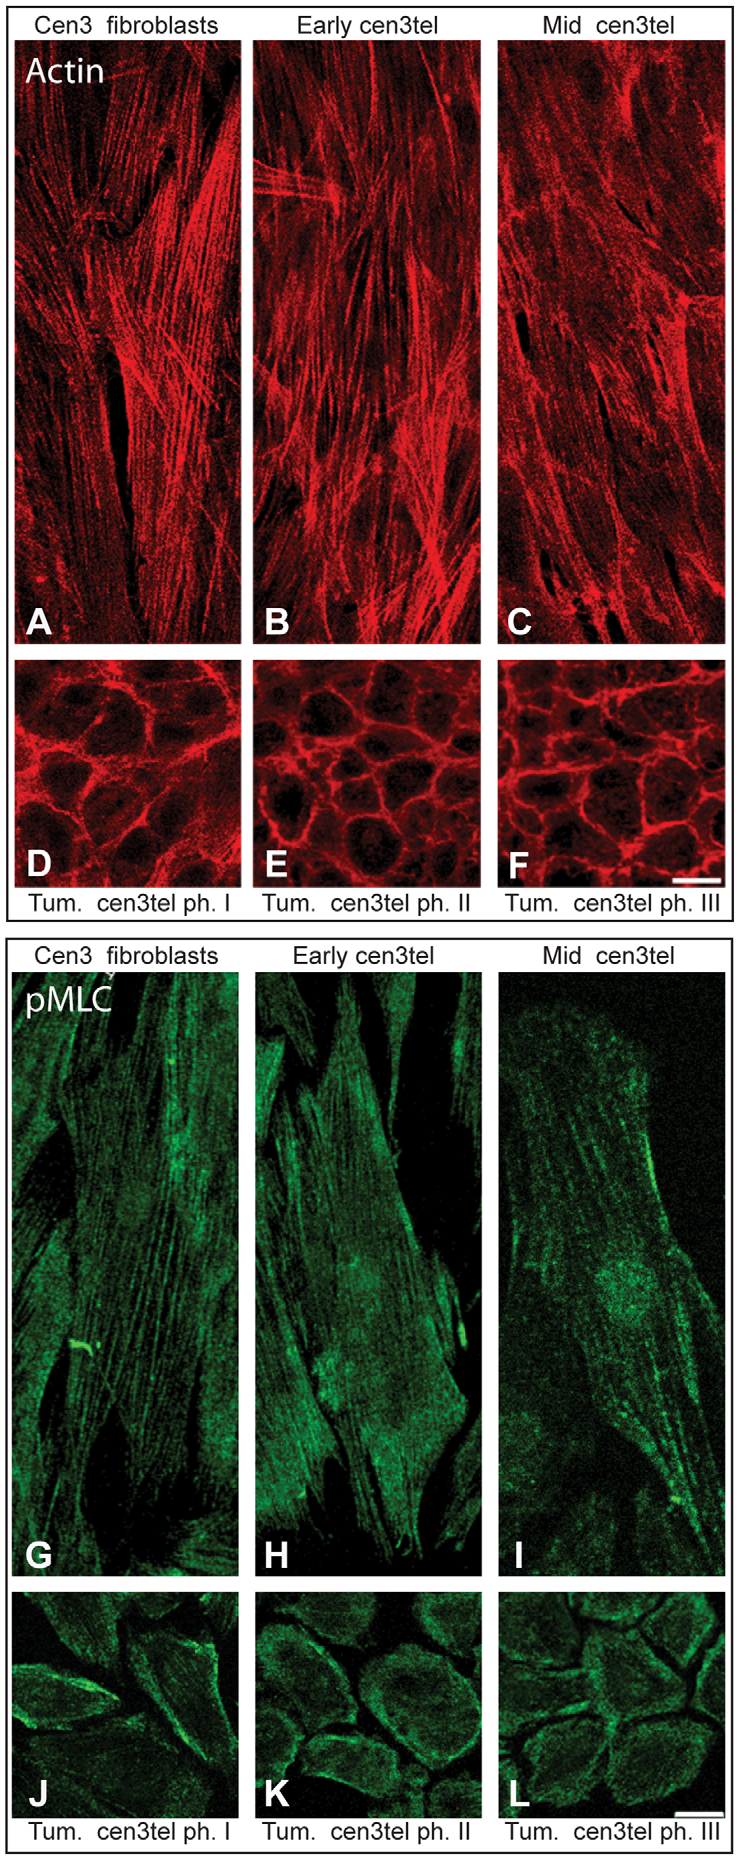 Cen3 fibroblasts Early cen3tel Mid cen3tel
Actin
A B C
D E F
Tum. cen3tel ph. I Tum. cen3tel ph. II Tum. cen3tel ph. III
Cen3 fibroblasts Early cen3tel Mid cen3tel
pMLC
G H I
J K L
Tum. cen3tel ph. I Tum. cen3tel ph. II Tum. cen3tel ph. III